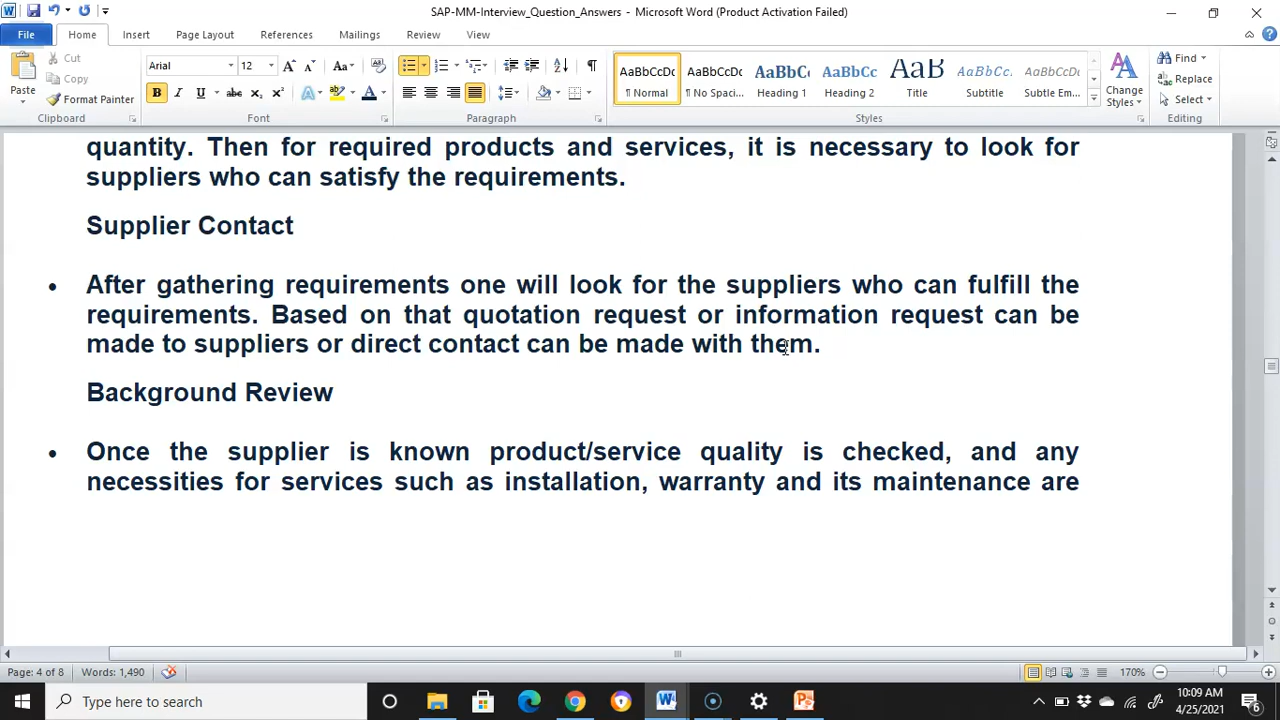 SAP-MM-Interview_Question_Answers - Microsoft Word (Product Activation Failed)
File Home Insert Page Layout References Mailings Review View
Paste
Cut
Copy
Format Painter
Clipboard
Arial 12
Font
Paragraph
AaBbCcDc AaBbCcDc AaBbC AaBbCc AaB AaBbCc. AaBbCcDc
¶ Normal ¶ No Spaci... Heading 1 Heading 2 Title Subtitle Subtle Em...
Change
Styles
Styles
Find
Replace
Select
Editing
quantity. Then for required products and services, it is necessary to look for
suppliers who can satisfy the requirements.
Supplier Contact
• After gathering requirements one will look for the suppliers who can fulfill the
requirements. Based on that quotation request or information request can be
made to suppliers or direct contact can be made with them.
Background Review
• Once the supplier is known product/service quality is checked, and any
necessities for services such as installation, warranty and its maintenance are
Page: 4 of 8 Words: 1,490 170%
Type here to search
10:09 AM
4/25/2021
6